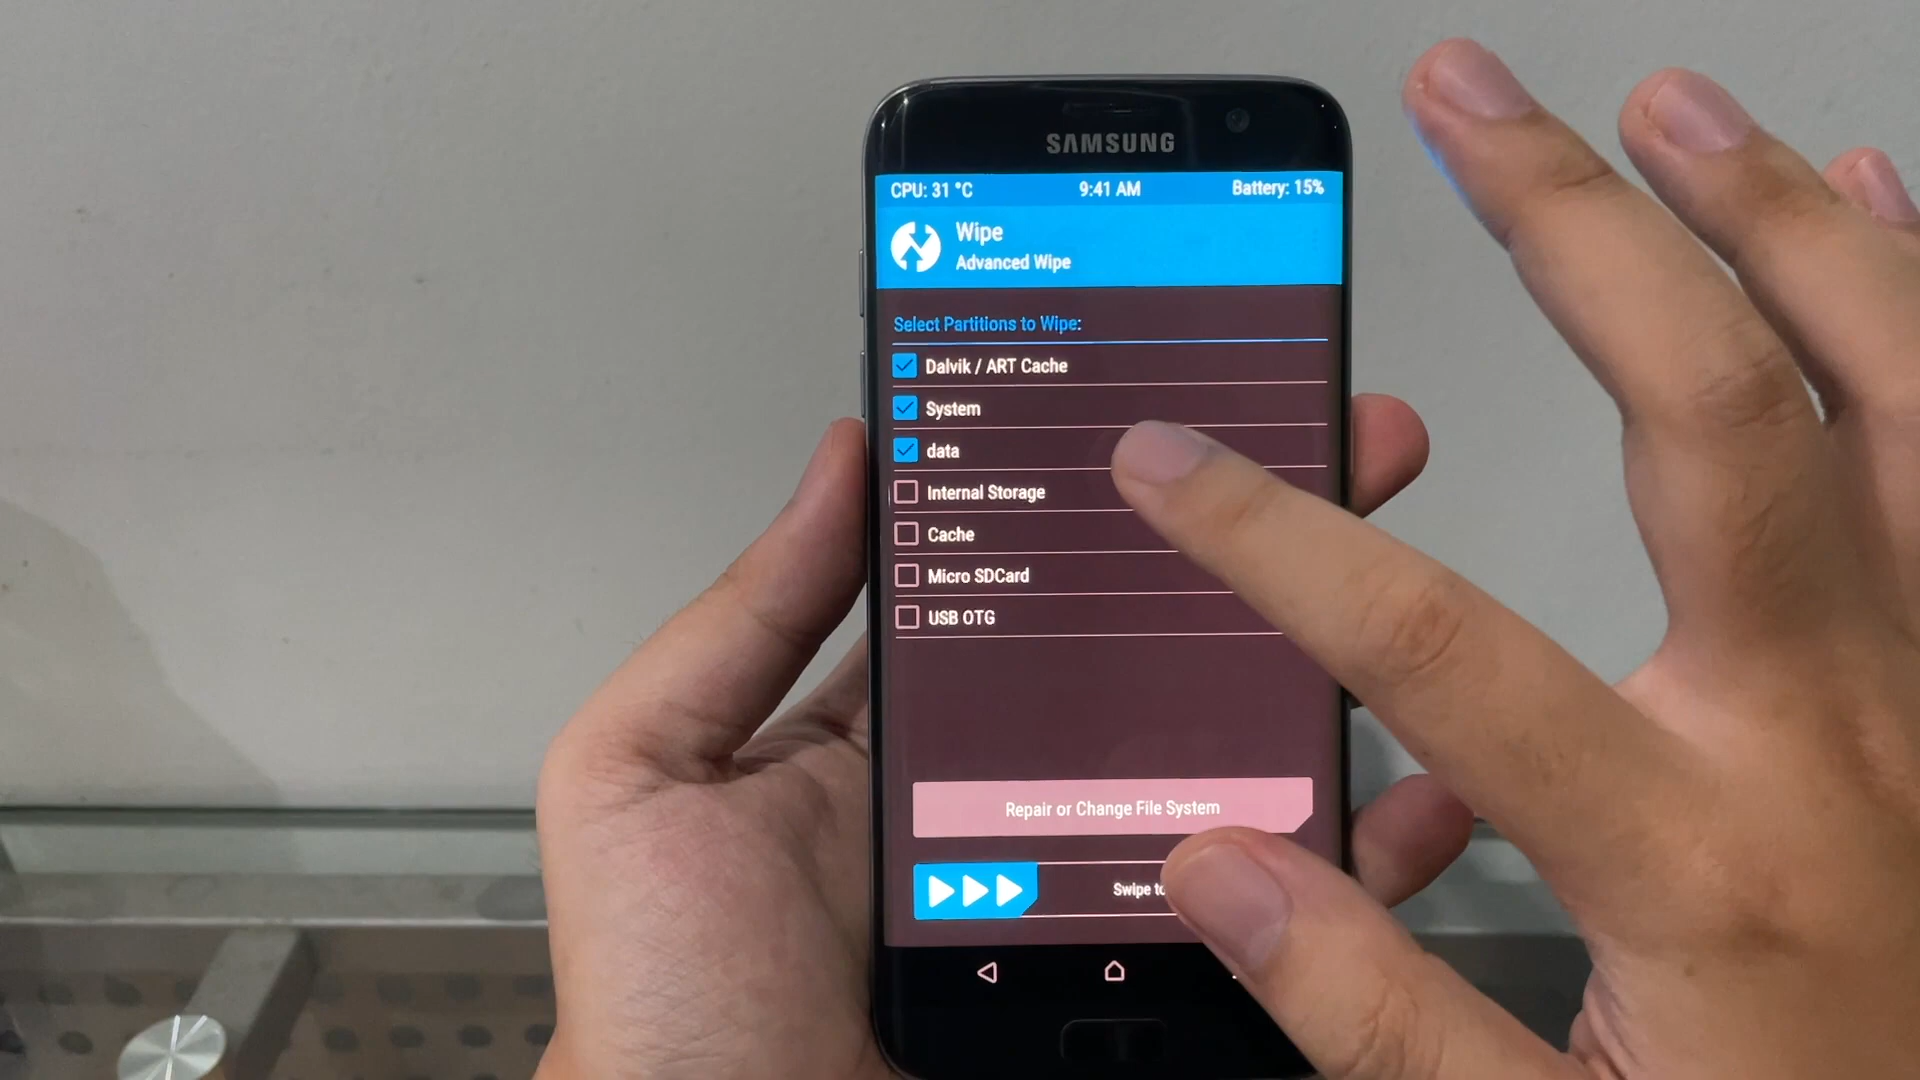 SAMSUNG
CPU: 31 °C 9:41 AM Battery: 15%
Wipe
Advanced Wipe
Select Partitions to Wipe:
Dalvik / ART Cache
System
data
Internal Storage
Cache
Micro SDCard
USB OTG
Repair or Change File System
Swipe to